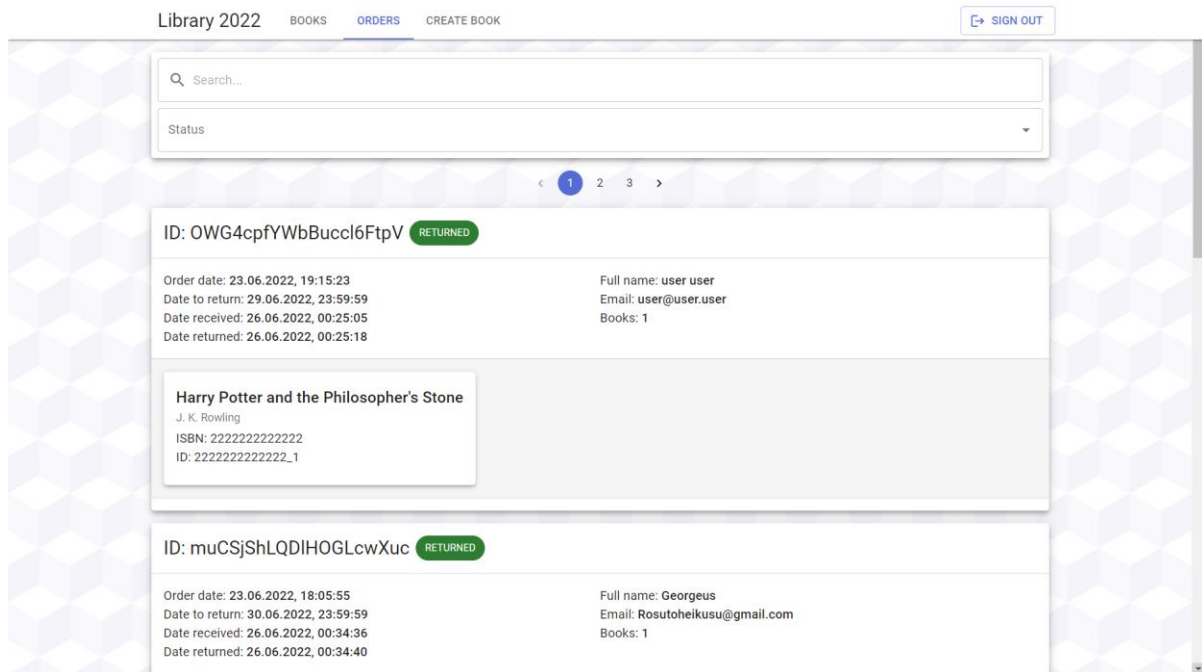 Library 2022 BOOKS ORDERS CREATE BOOK SIGN OUT
Search...
Status
1 2 3
ID: OWG4cpfYWbBuccl6FtpV RETURNED
Order date: 23.06.2022, 19:15:23
Date to return: 29.06.2022, 23:59:59
Date received: 26.06.2022, 00:25:05
Date returned: 26.06.2022, 00:25:18
Full name: user user
Email: user@user.user
Books: 1
Harry Potter and the Philosopher's Stone
J. K. Rowling
ISBN: 2222222222222
ID: 2222222222222_1
ID: muCSjShLQDlHOGLcwXuc RETURNED
Order date: 23.06.2022, 18:05:55
Date to return: 30.06.2022, 23:59:59
Date received: 26.06.2022, 00:34:36
Date returned: 26.06.2022, 00:34:40
Full name: Georgeus
Email: Rosutoheikusu@gmail.com
Books: 1